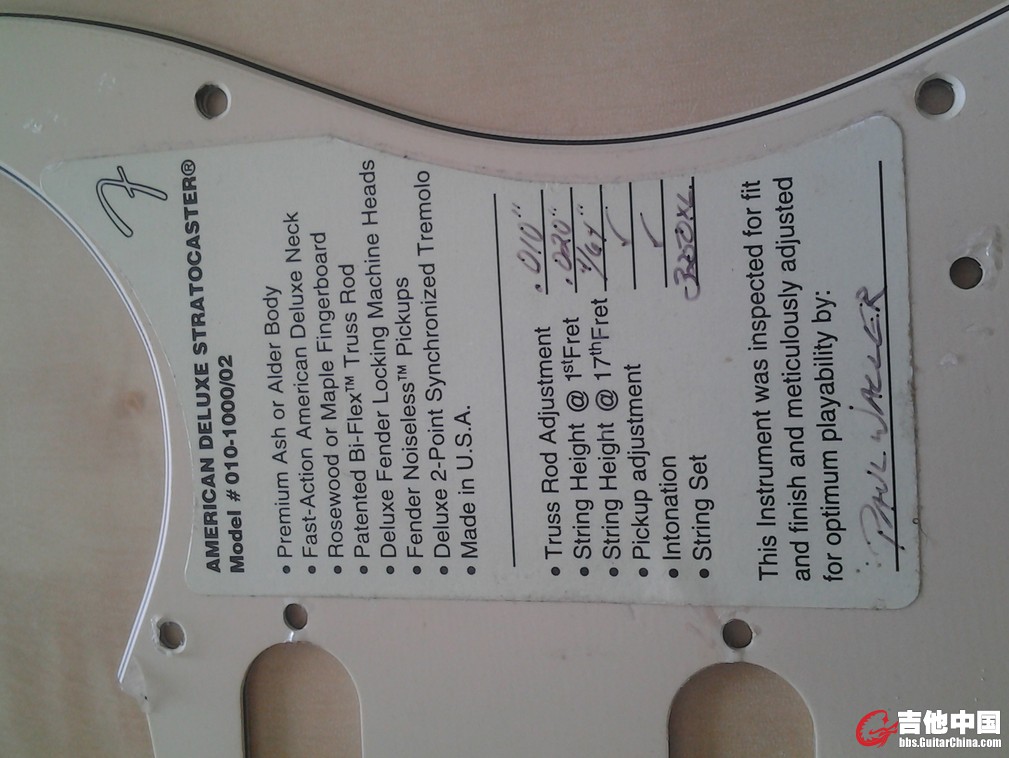 F
AMERICAN DELUXE STRATOCASTER®
Model # 010-1000/02
• Premium Ash or Alder Body
• Fast-Action American Deluxe Neck
• Rosewood or Maple Fingerboard
• Patented Bi-Flex™ Truss Rod
• Deluxe Fender Locking Machine Heads
• Fender Noiseless™ Pickups
• Deluxe 2-Point Synchronized Tremolo
• Made in U.S.A.
• Truss Rod Adjustment .010"
• String Height @ 1stFret .020"
• String Height @ 17thFret 4/64"
• Pickup adjustment ✓
• Intonation ✓
• String Set
This Instrument was inspected for fit
and finish and meticulously adjusted
for optimum playability by:
PAUL WALLER
吉他中国
bbs.GuitarChina.com